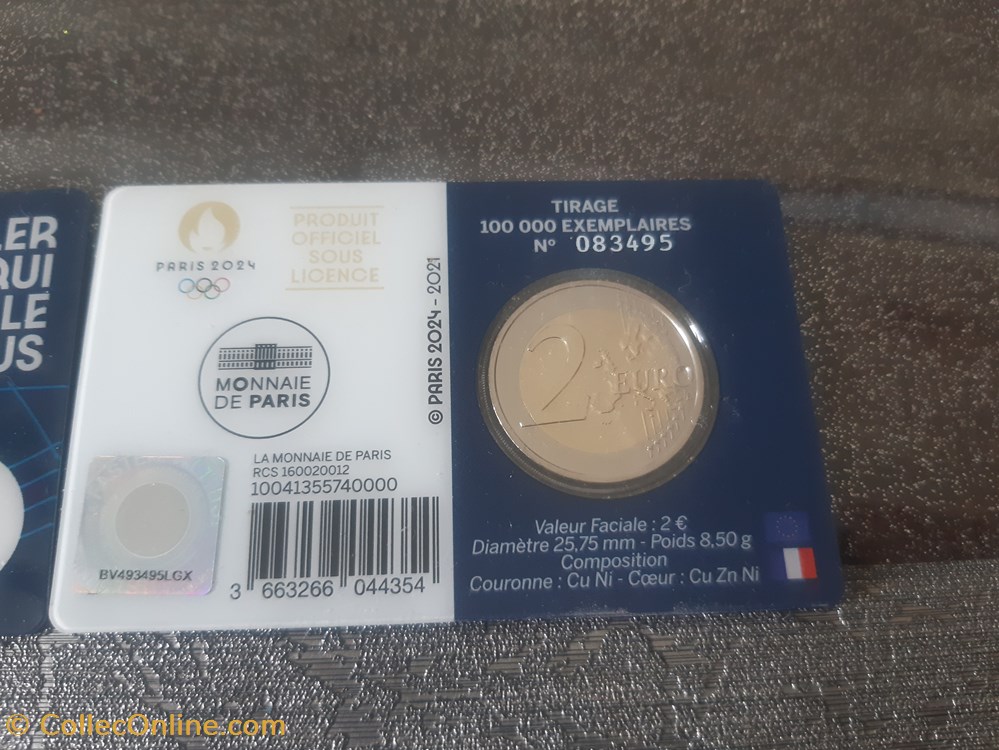 LER
QUI
LE
US
PARIS 2024
PRODUIT
OFFICIEL
SOUS
LICENCE
MONNAIE
DE PARIS
© PARIS 2024 - 2021
LA MONNAIE DE PARIS
RCS 160020012
10041355740000
BV493495LGX
3 663266 044354
TIRAGE
100 000 EXEMPLAIRES
N° 083495
2 EURO
Valeur Faciale : 2 €
Diamètre 25,75 mm - Poids 8,50 g
Composition
Couronne : Cu Ni - Cœur : Cu Zn Ni
© CollecOnline.com